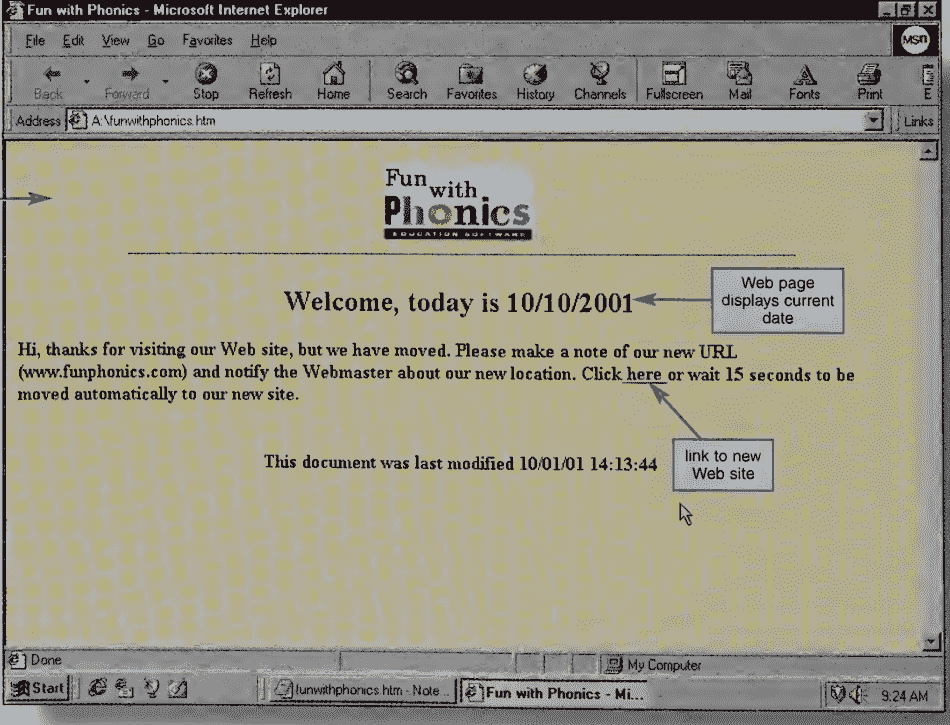 Fun with Phonics - Microsoft Internet Explorer
File Edit View Go Favorites Help
msn
Back Forward Stop Refresh Home Search Favorites History Channels Fullscreen Mail Fonts Print E
Address A:\funwithphonics.htm Links
Fun
with
Phonics
EDUCATION SOFTWARE
Welcome, today is 10/10/2001
Web page
displays current
date
Hi, thanks for visiting our Web site, but we have moved. Please make a note of our new URL
(www.funphonics.com) and notify the Webmaster about our new location. Click here or wait 15 seconds to be
moved automatically to our new site.
This document was last modified 10/01/01 14:13:44
link to new
Web site
Done My Computer
Start funwithphonics.htm - Note... Fun with Phonics - Mi... 9:24 AM